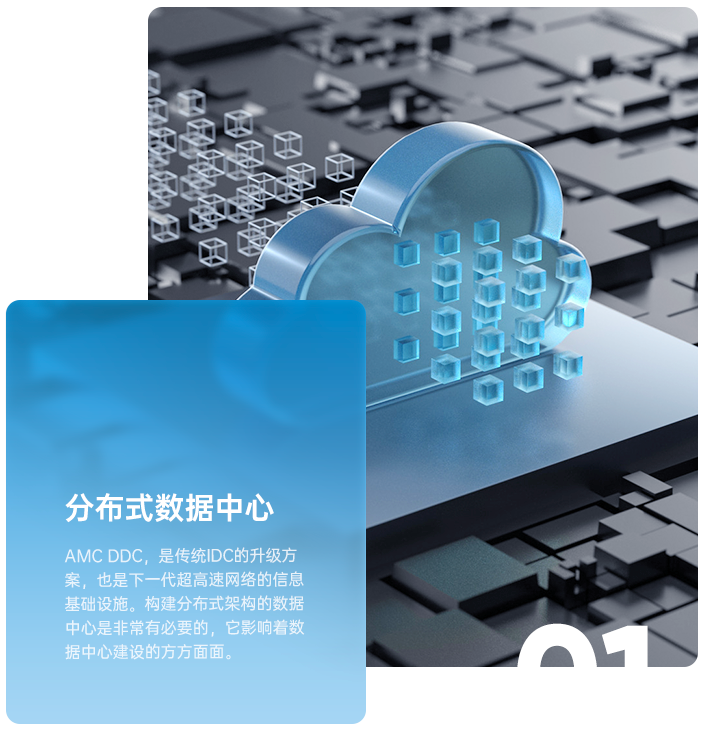 分布式数据中心
AMC DDC，是传统IDC的升级方
案，也是下一代超高速网络的信息
基础设施。构建分布式架构的数据
中心是非常有必要的，它影响着数
据中心建设的方方面面。
01